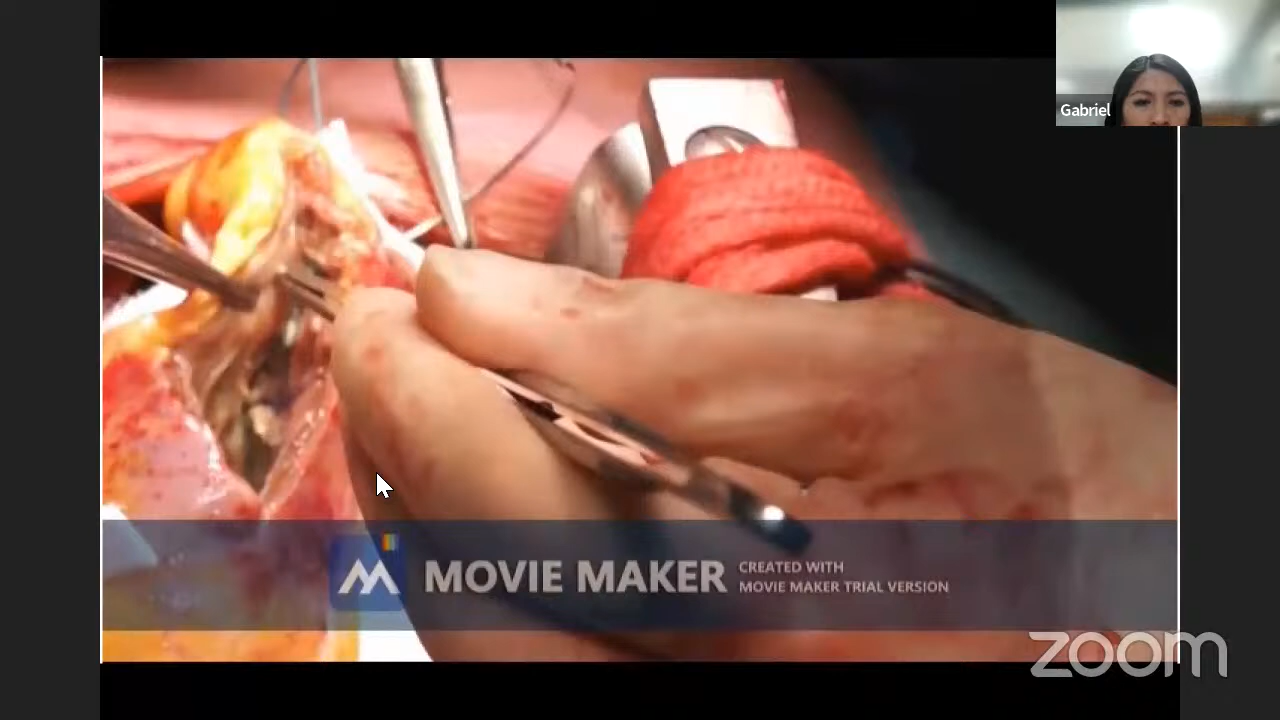 Gabriel
MOVIE MAKER
CREATED WITH
MOVIE MAKER TRIAL VERSION
zoom